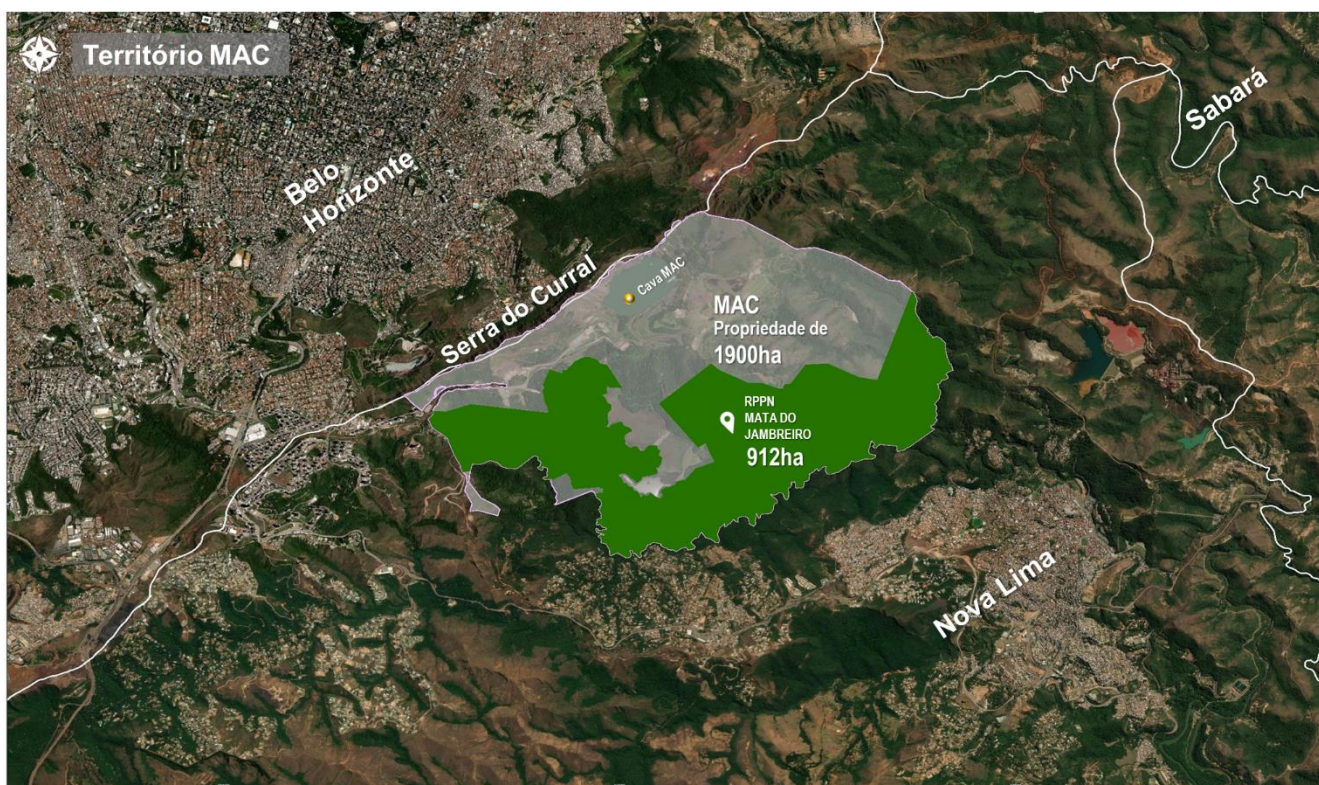 Território MAC
Belo
Horizonte
Sabará
Serra do Curral
Cava MAC
MAC
Propriedade de
1900ha
RPPN
MATA DO
JAMBREIRO
912ha
Nova Lima